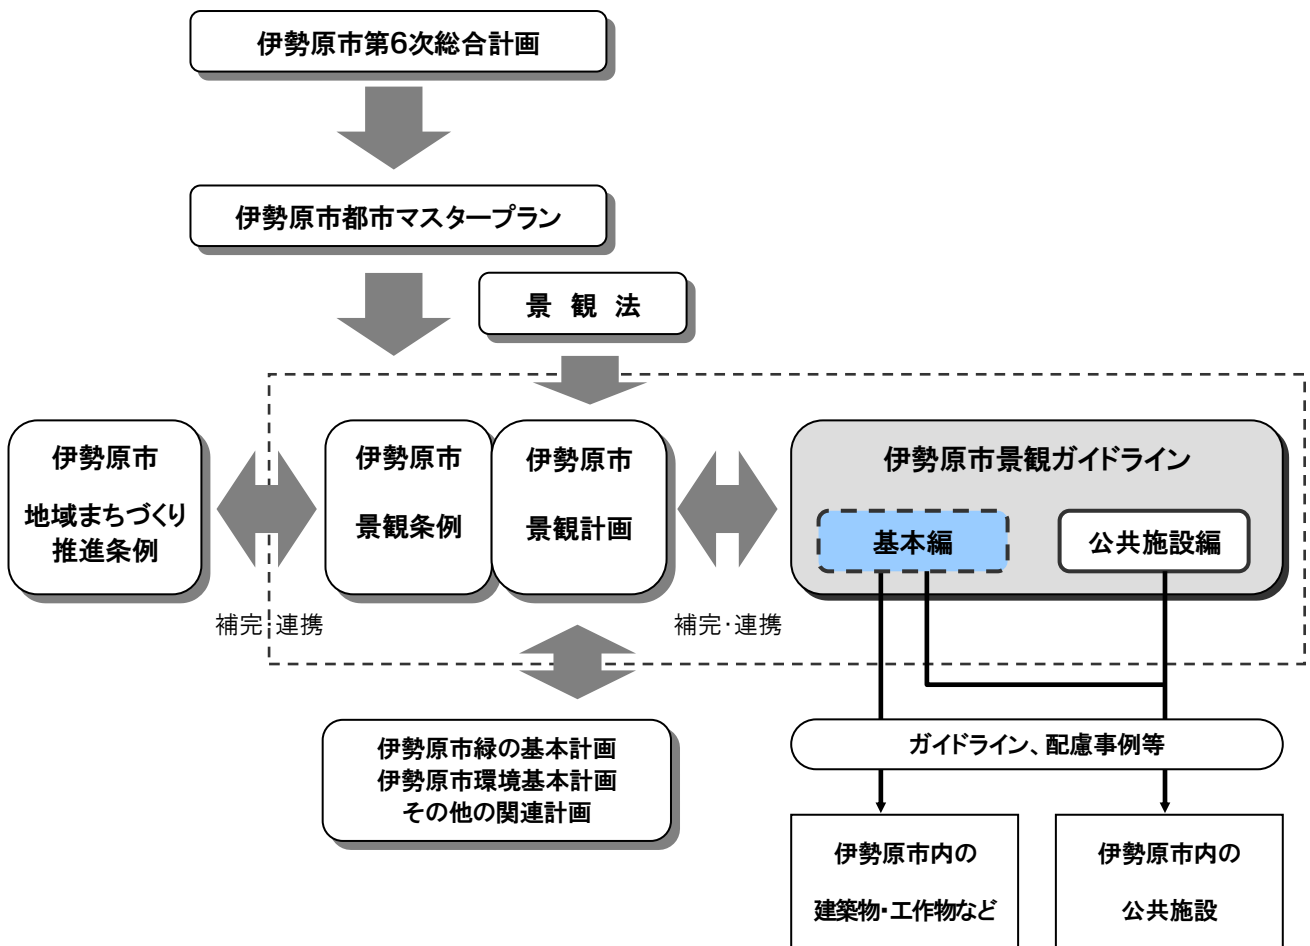 伊勢原市第6次総合計画
伊勢原市都市マスタープラン
景 観 法
伊勢原市
地域まちづくり
推進条例
伊勢原市
景観条例
伊勢原市
景観計画
伊勢原市景観ガイドライン
基本編
公共施設編
補完・連携
補完・連携
伊勢原市緑の基本計画
伊勢原市環境基本計画
その他の関連計画
ガイドライン、配慮事例等
伊勢原市内の
建築物・工作物など
伊勢原市内の
公共施設